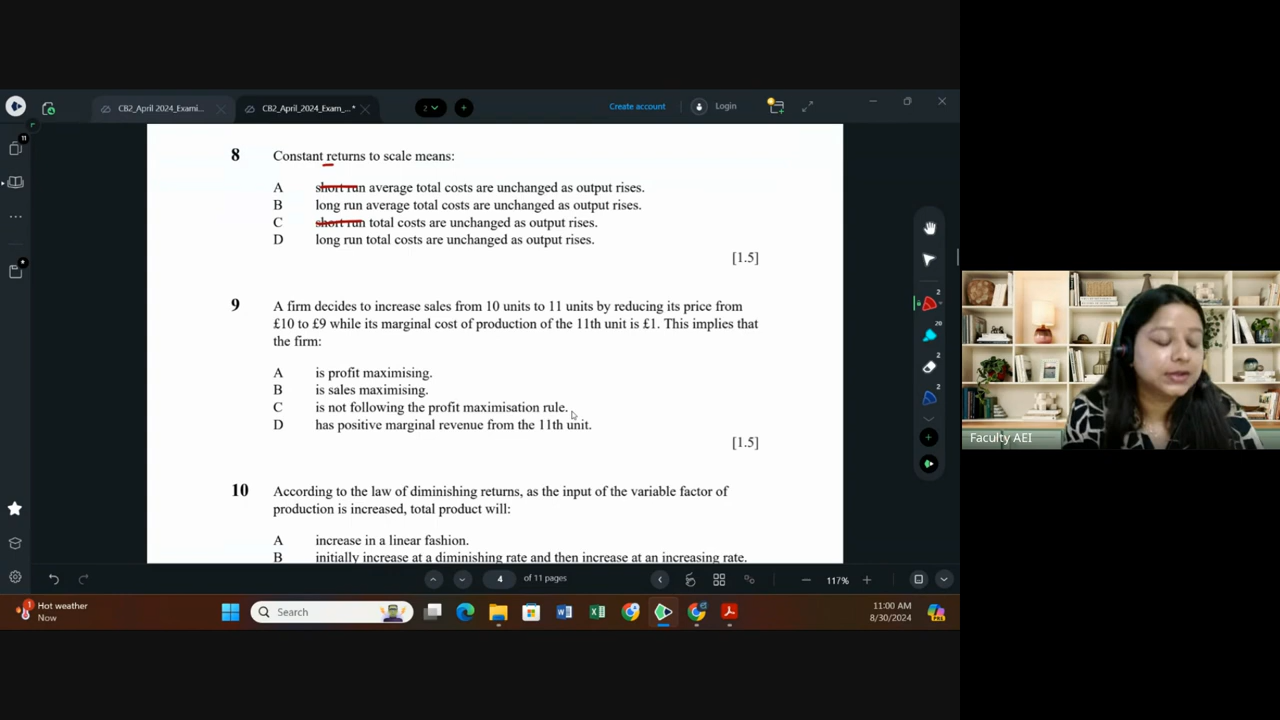 CB2_April 2024_Exami...
CB2_April_2024_Exam_...*
2
Create account
Login
11
8 Constant returns to scale means:
A short run average total costs are unchanged as output rises.
B long run average total costs are unchanged as output rises.
C short run total costs are unchanged as output rises.
D long run total costs are unchanged as output rises.
[1.5]
9 A firm decides to increase sales from 10 units to 11 units by reducing its price from
£10 to £9 while its marginal cost of production of the 11th unit is £1. This implies that
the firm:
A is profit maximising.
B is sales maximising.
C is not following the profit maximisation rule.
D has positive marginal revenue from the 11th unit.
[1.5]
10 According to the law of diminishing returns, as the input of the variable factor of
production is increased, total product will:
A increase in a linear fashion.
B initially increase at a diminishing rate and then increase at an increasing rate.
2
20
2
2
Faculty AEI
4 of 11 pages
117%
Hot weather
Now
Search
11:00 AM
8/30/2024